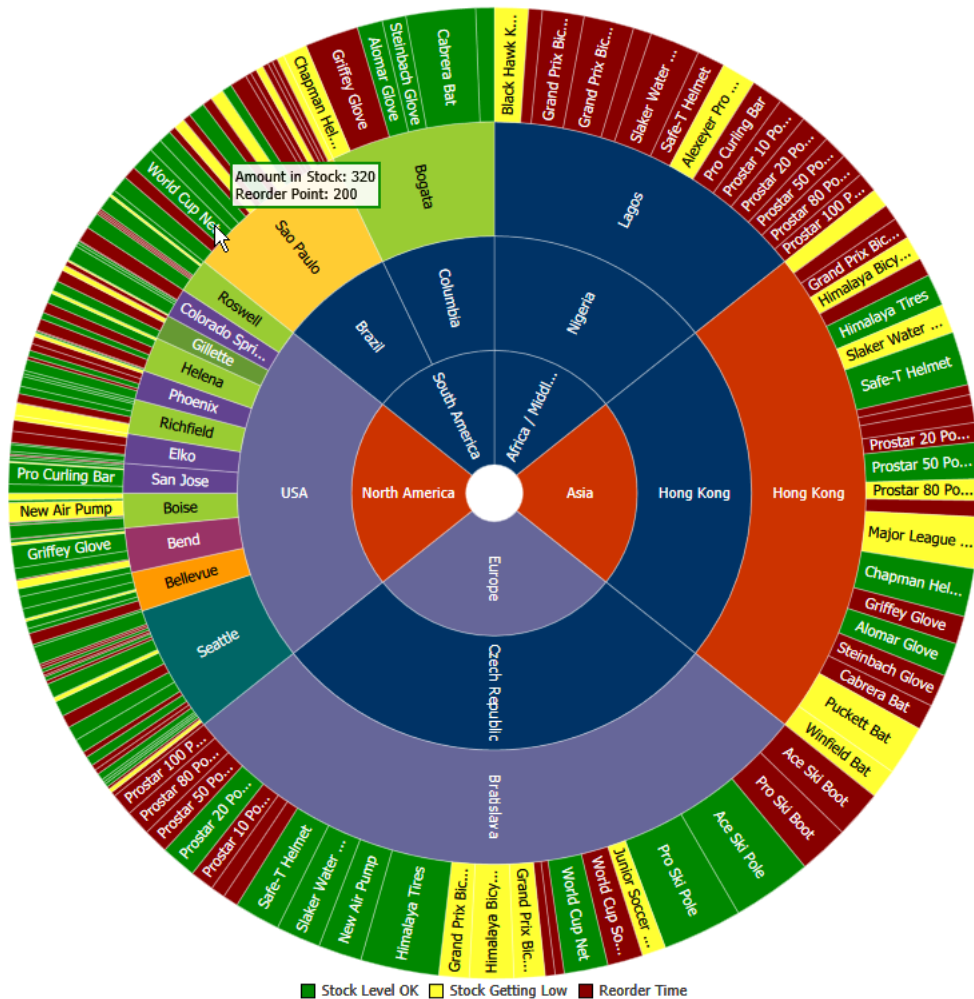 Black Hawk K...
Grand Prix Bic...
Grand Prix Bic...
Slaker Water ...
Safe-T Helmet
Alexeyer Pro ...
Pro Curling Bar
Prostar 10 Po...
Prostar 20 Po...
Prostar 50 Po...
Prostar 80 Po...
Prostar 100 P...
Grand Prix Bic...
Himalaya Bicy...
Himalaya Tires
Slaker Water ...
Safe-T Helmet
Prostar 20 Po...
Prostar 50 Po...
Prostar 80 Po...
Major League ...
Chapman Hel...
Griffey Glove
Alomar Glove
Steinbach Glove
Cabrera Bat
Puckett Bat
Winfield Bat
Ace Ski Boot
Pro Ski Boot
Ace Ski Pole
Pro Ski Pole
Junior Soccer ...
World Cup So...
World Cup Net
Grand Prix Bic...
Himalaya Bicy...
Grand Prix Bic...
Himalaya Tires
New Air Pump
Slaker Water ...
Safe-T Helmet
Prostar 10 Po...
Prostar 20 Po...
Prostar 50 Po...
Prostar 80 Po...
Prostar 100 P...
Griffey Glove
New Air Pump
Pro Curling Bar
World Cup Net
Chapman Hel...
Griffey Glove
Alomar Glove
Steinbach Glove
Cabrera Bat
Amount in Stock: 320
Reorder Point: 200
Lagos
Hong Kong
Bratislava
Seattle
Bellevue
Bend
Boise
San Jose
Elko
Richfield
Phoenix
Helena
Gillette
Colorado Spri...
Roswell
Sao Paulo
Bogata
Nigeria
Hong Kong
Czech Republic
USA
Brazil
Columbia
Africa / Middl...
Asia
Europe
North America
South America
Stock Level OK
Stock Getting Low
Reorder Time